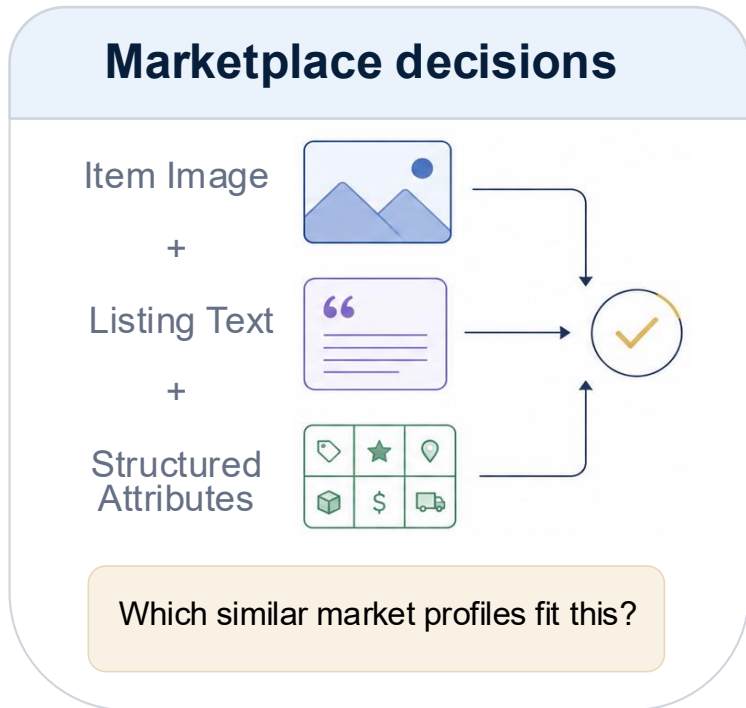 Marketplace decisions
Item Image
+
Listing Text
+
Structured
Attributes
“
$
Which similar market profiles fit this?